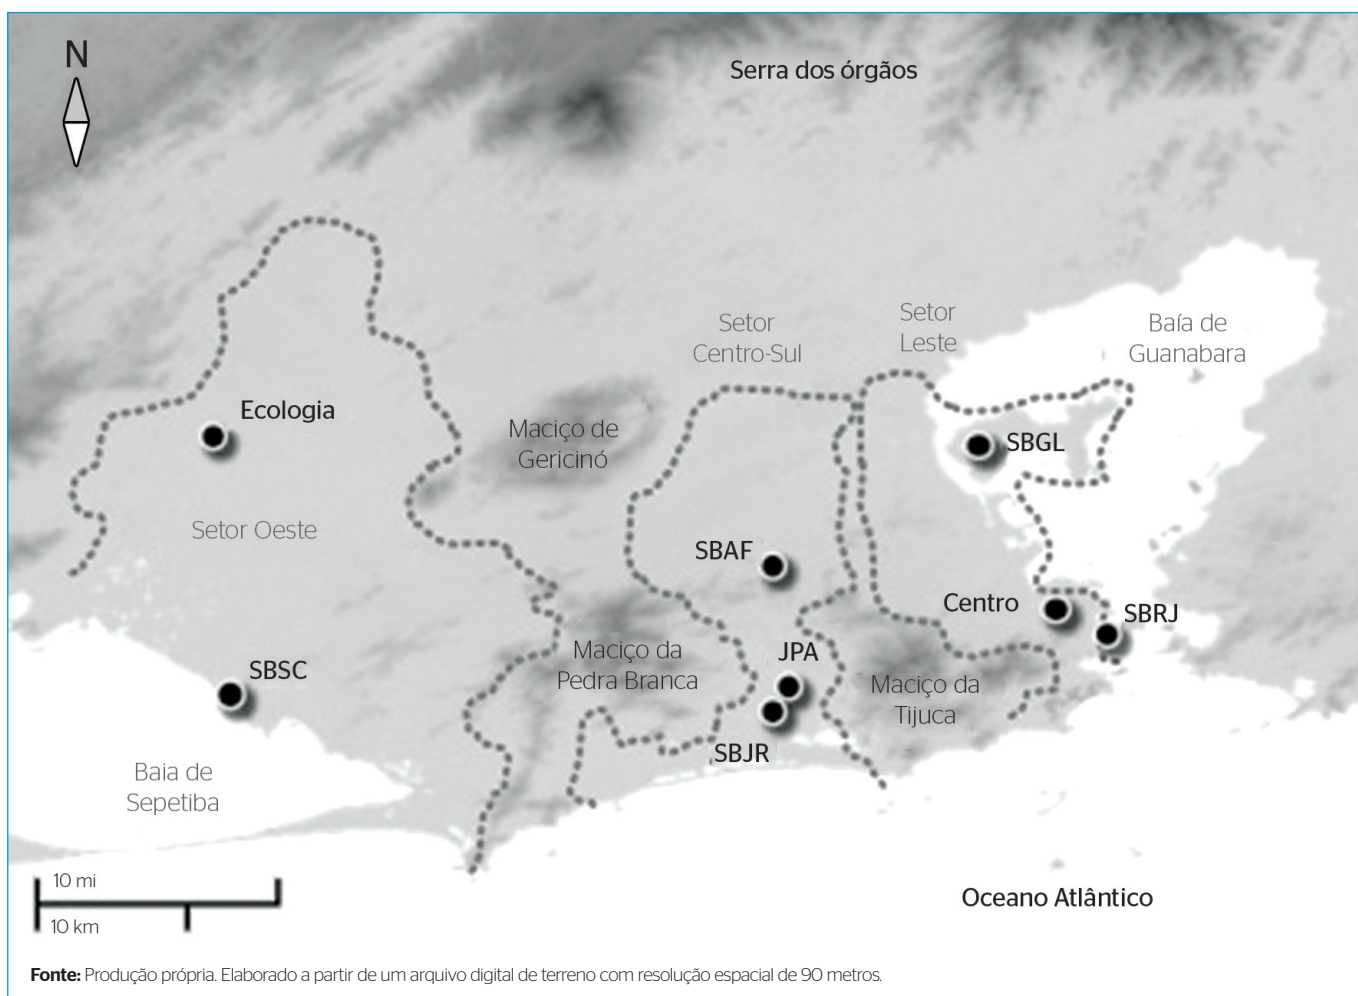 N
Serra dos órgãos
Setor
Centro-Sul
Setor
Leste
Baía de
Guanabara
Ecologia
Maciço de
Gericinó
SBGL
Setor Oeste
SBAF
Centro
SBRJ
JPA
Maciço da
Pedra Branca
SBSC
Maciço da
Tijuca
SBJR
Baia de
Sepetiba
10 mi
10 km
Oceano Atlântico
Fonte: Produção própria. Elaborado a partir de um arquivo digital de terreno com resolução espacial de 90 metros.